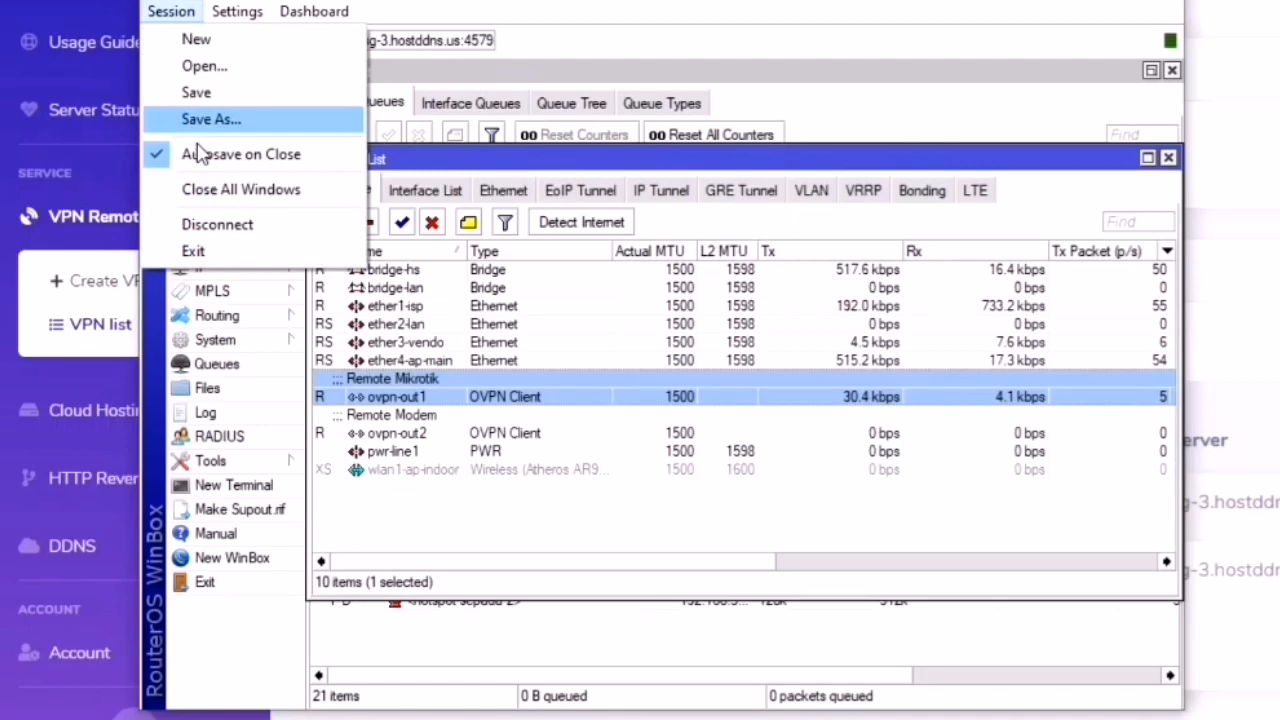 Session Settings Dashboard
New
Open...
Save
Save As...
Autosave on Close
Close All Windows
Disconnect
Exit
g-3.hostddns.us:4579
Usage Guide
Server Statu
SERVICE
VPN Remot
Create VP
VPN list
Cloud Hostin
HTTP Rever
DDNS
ACCOUNT
Account
ueues Interface Queues Queue Tree Queue Types
00 Reset Counters 00 Reset All Counters Find
List
Interface List Ethernet EoIP Tunnel IP Tunnel GRE Tunnel VLAN VRRP Bonding LTE
Detect Internet Find
me Type Actual MTU L2 MTU Tx Rx Tx Packet (p/s)
R bridge-hs Bridge 1500 1598 517.6 kbps 16.4 kbps 50
R bridge-lan Bridge 1500 1598 0 bps 0 bps 0
R ether1-isp Ethernet 1500 1598 192.0 kbps 733.2 kbps 55
RS ether2-lan Ethernet 1500 1598 0 bps 0 bps 0
RS ether3-vendo Ethernet 1500 1598 4.5 kbps 7.6 kbps 6
RS ether4-ap-main Ethernet 1500 1598 515.2 kbps 17.3 kbps 54
::: Remote Mikrotik
R ovpn-out1 OVPN Client 1500 30.4 kbps 4.1 kbps 5
::: Remote Modem
R ovpn-out2 OVPN Client 1500 0 bps 0 bps 0
pwr-line1 PWR 1500 1598 0 bps 0 bps 0
XS wlan1-ap-indoor Wireless (Atheros AR9... 1500 1600 0 bps 0 bps 0
10 items (1 selected)
MPLS
Routing
System
Queues
Files
Log
RADIUS
Tools
New Terminal
Make Supout.rif
Manual
New WinBox
Exit
RouterOS WinBox
21 items 0 B queued 0 packets queued
erver
g-3.hostddn
g-3.hostddn